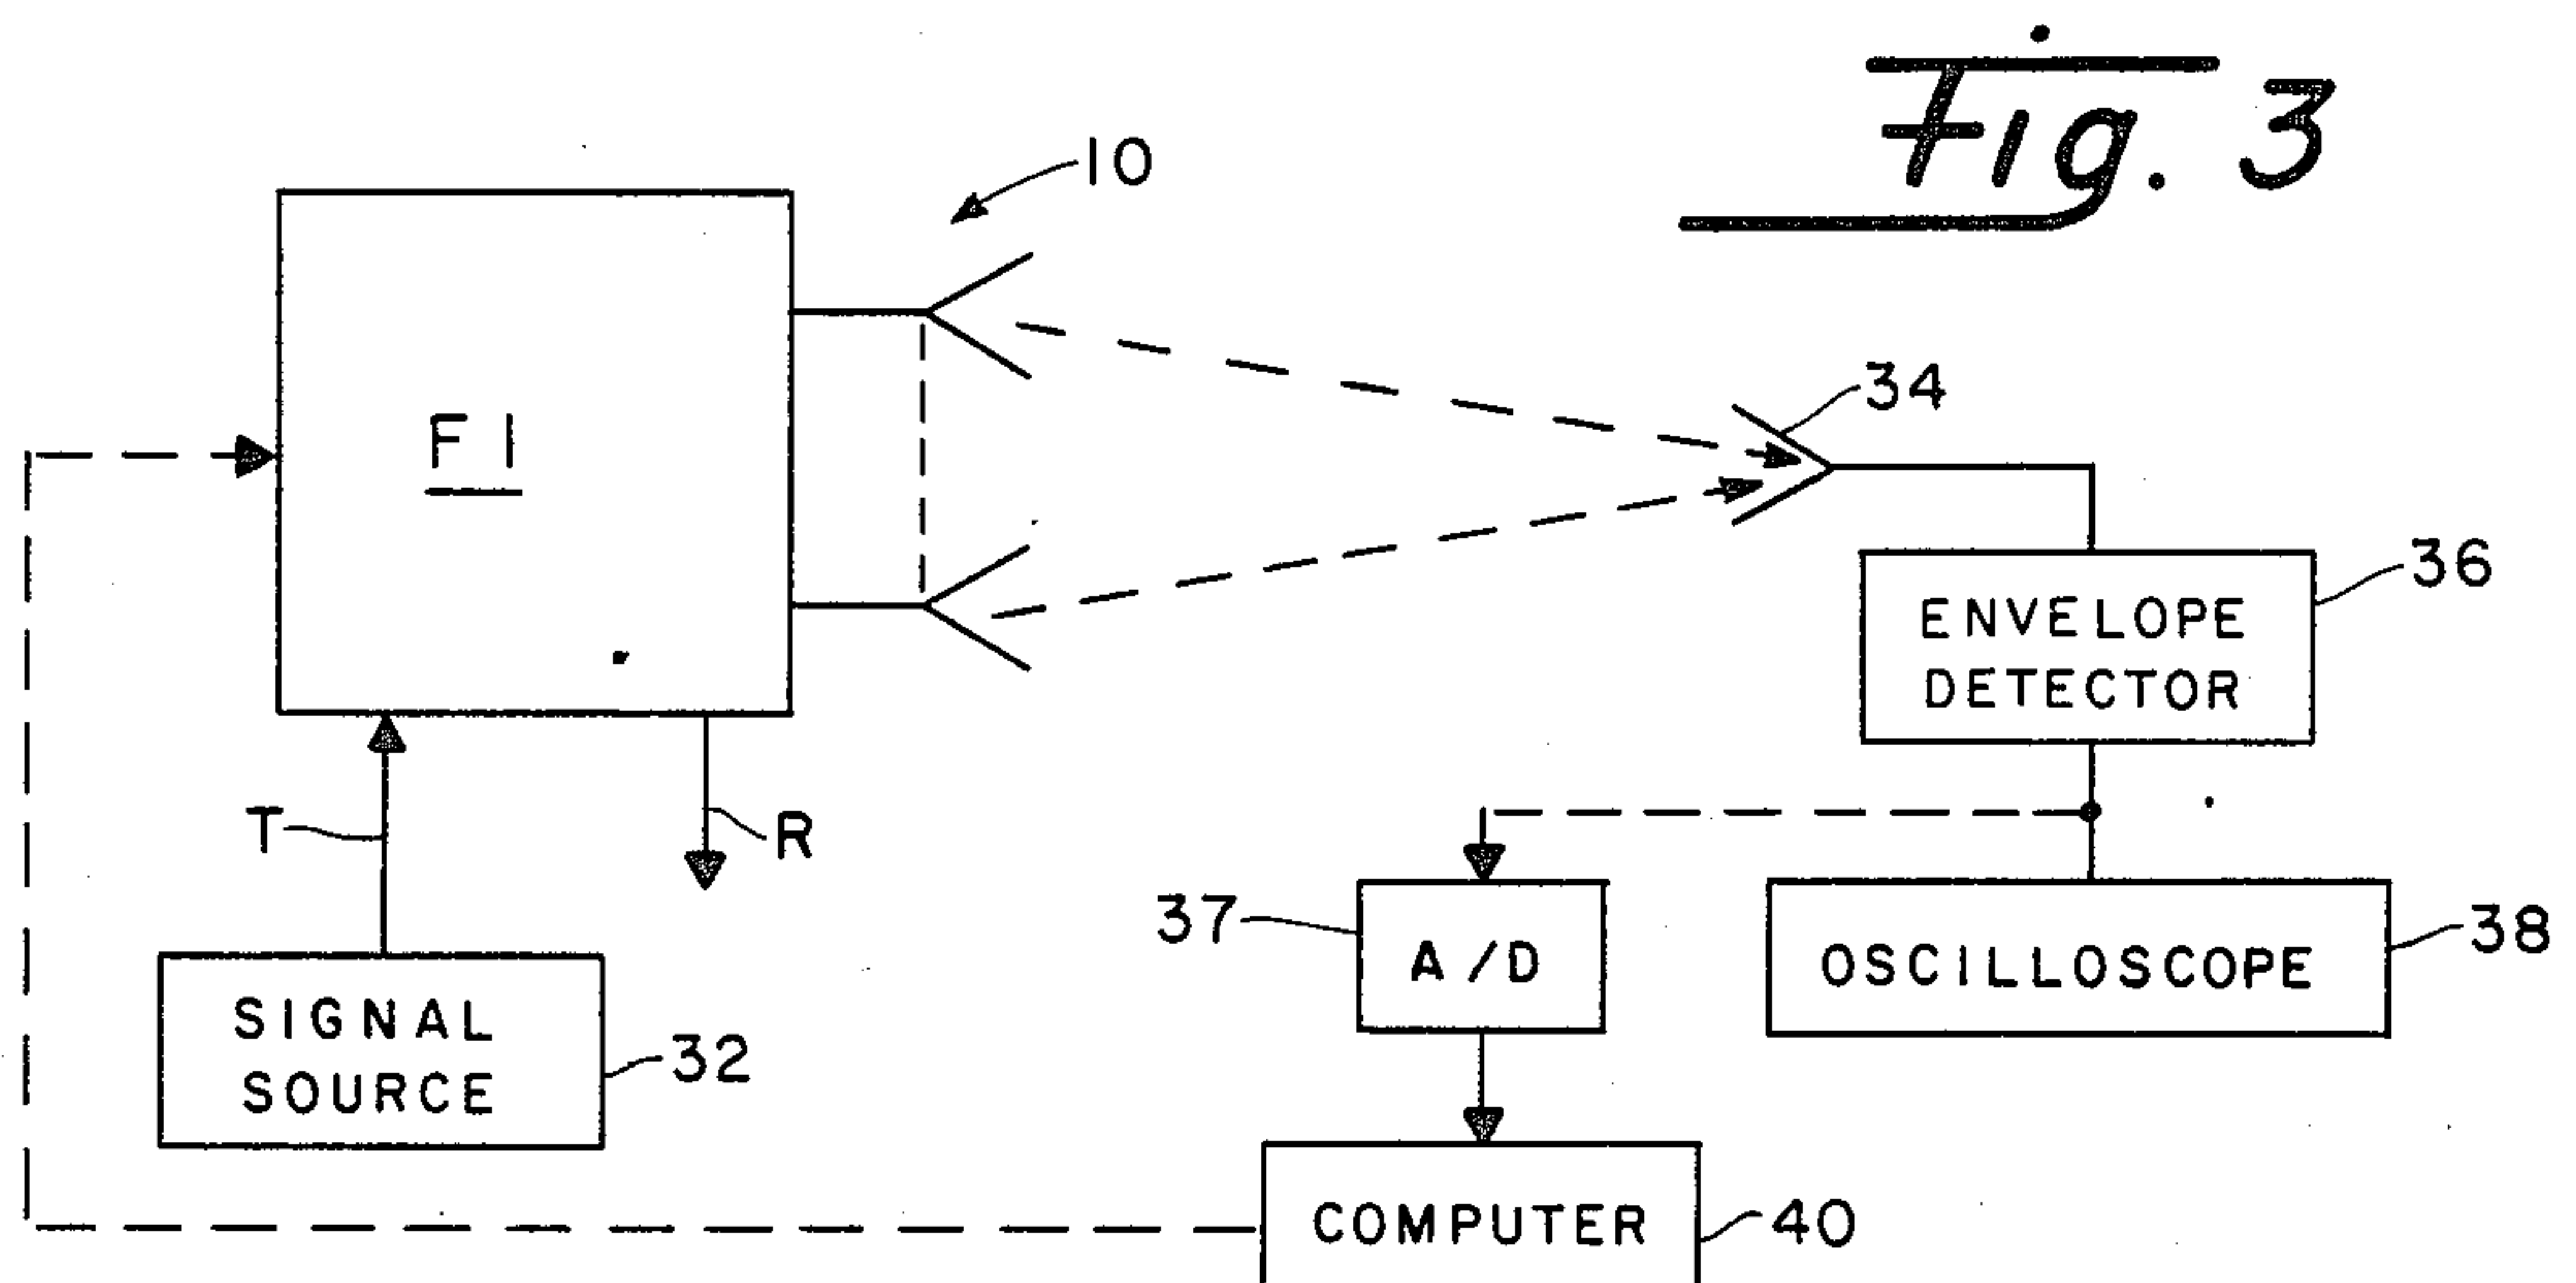 Fig. 3
10
F1
34
36
ENVELOPE
DETECTOR
T
R
37
A/D
38
OSCILLOSCOPE
SIGNAL
SOURCE
32
COMPUTER
40